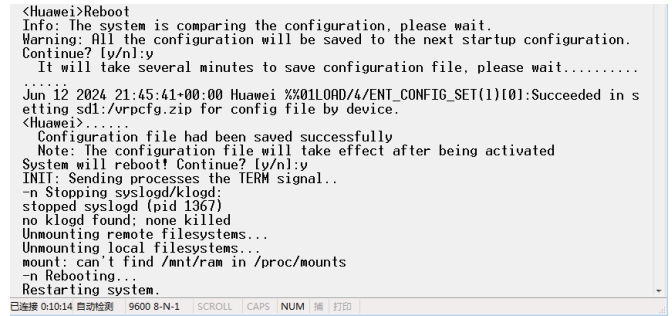 <Huawei>Reboot
Info: The system is comparing the configuration, please wait.
Warning: All the configuration will be saved to the next startup configuration.
Continue? [y/n]:y
  It will take several minutes to save configuration file, please wait..........
......
Jun 12 2024 21:45:41+00:00 Huawei %%01LOAD/4/ENT_CONFIG_SET(l)[0]:Succeeded in s
etting sd1:/vrpcfg.zip for config file by device.
<Huawei>......
  Configuration file had been saved successfully
  Note: The configuration file will take effect after being activated
System will reboot! Continue? [y/n]:y
INIT: Sending processes the TERM signal..
-n Stopping syslogd/klogd:
stopped syslogd (pid 1367)
no klogd found; none killed
Unmounting remote filesystems...
Unmounting local filesystems...
mount: can't find /mnt/ram in /proc/mounts
-n Rebooting...
Restarting system.
已连接 0:10:14 自动检测 9600 8-N-1 SCROLL CAPS NUM 捕 打印